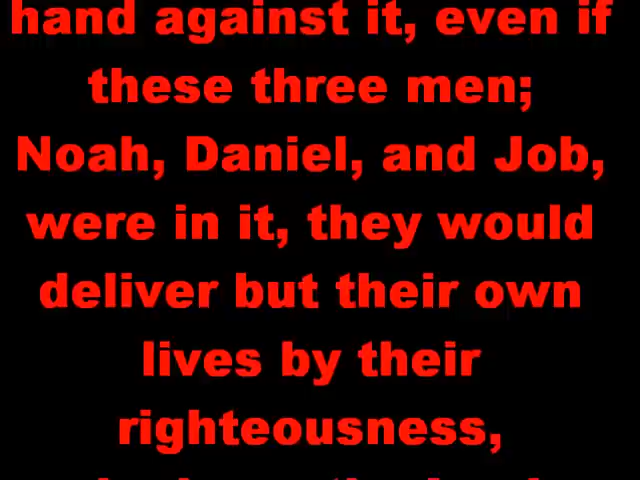 hand against it, even if
these three men;
Noah, Daniel, and Job,
were in it, they would
deliver but their own
lives by their
righteousness,